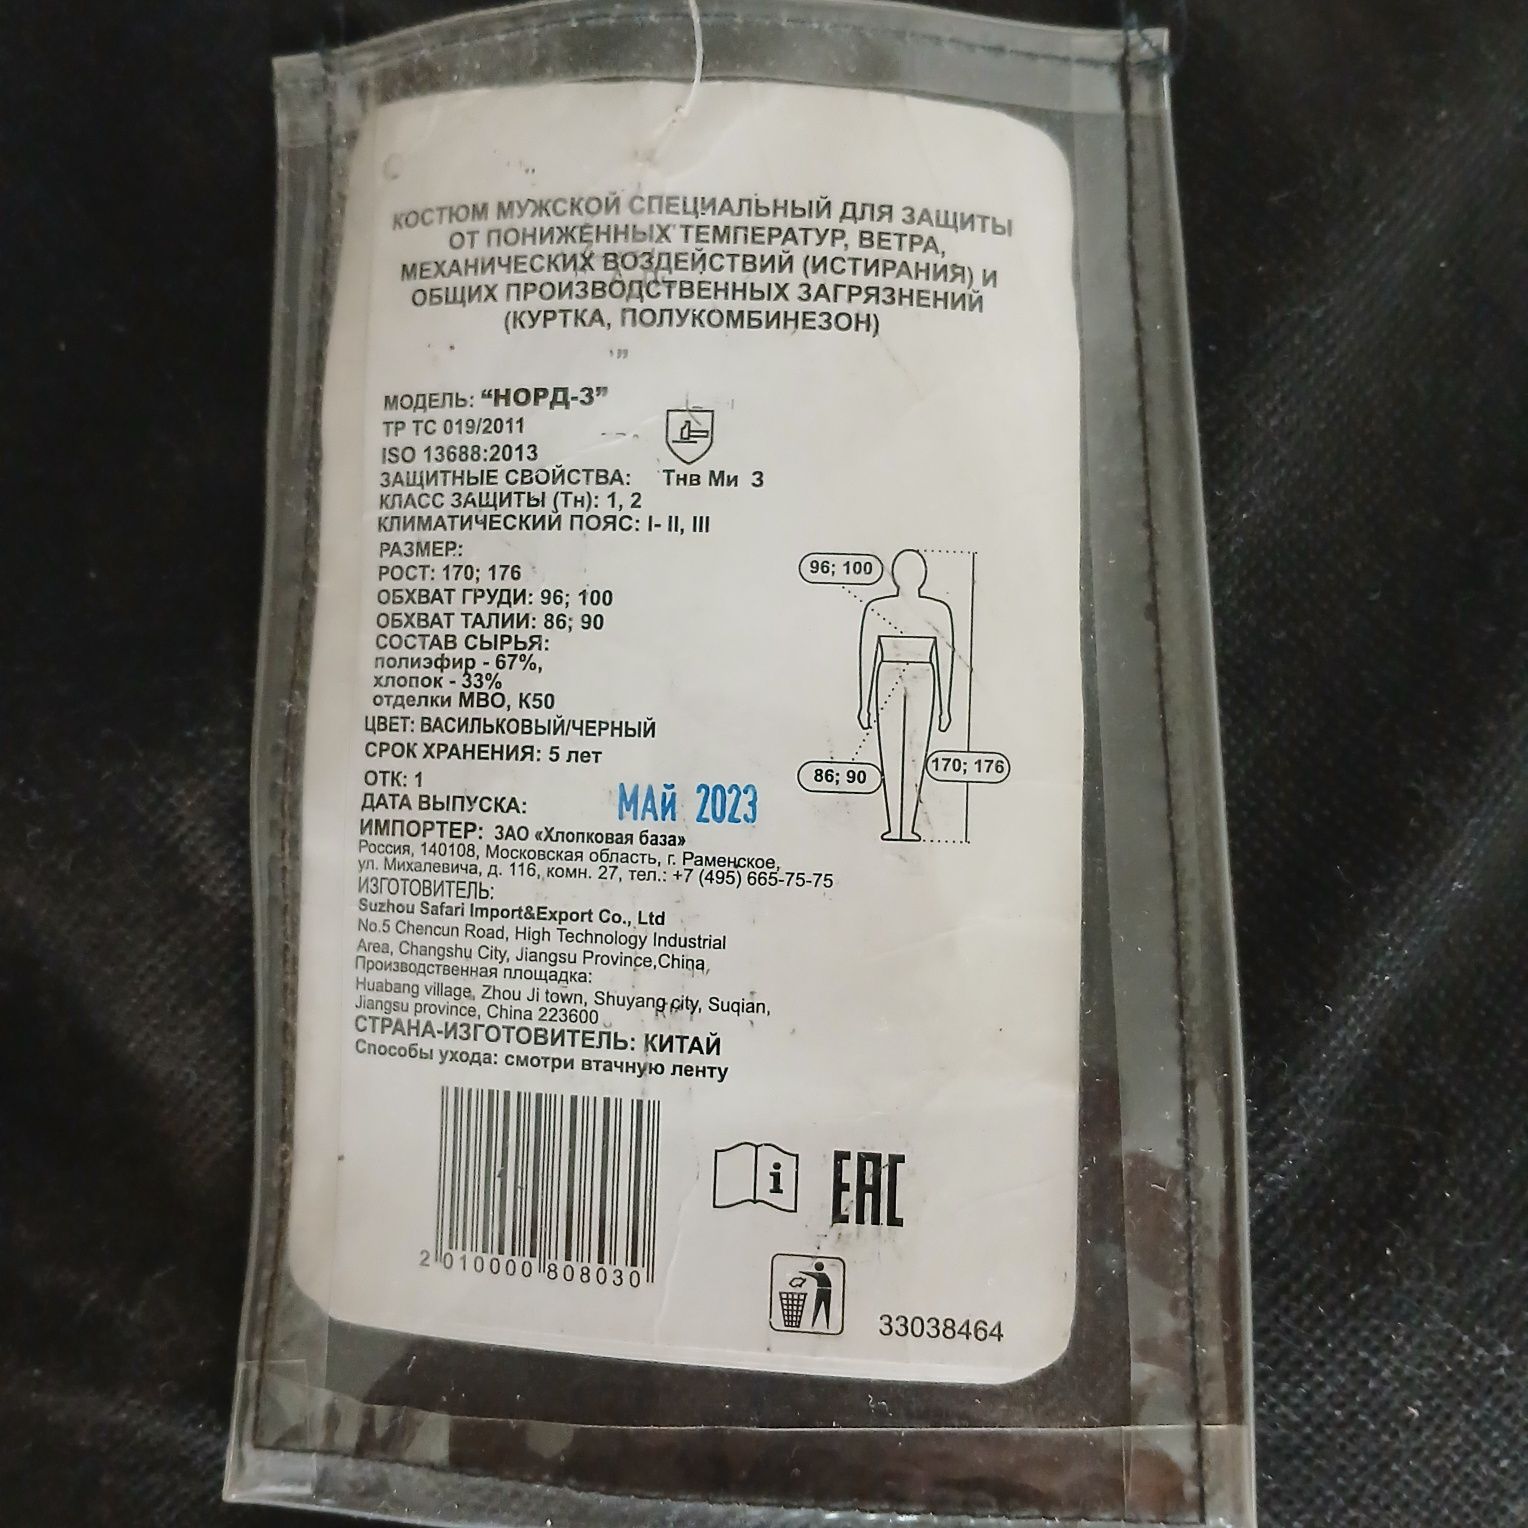 КОСТЮМ МУЖСКОЙ СПЕЦИАЛЬНЫЙ ДЛЯ ЗАЩИТЫ
ОТ ПОНИЖЕННЫХ ТЕМПЕРАТУР, ВЕТРА,
МЕХАНИЧЕСКИХ ВОЗДЕЙСТВИЙ (ИСТИРАНИЯ) И
ОБЩИХ ПРОИЗВОДСТВЕННЫХ ЗАГРЯЗНЕНИЙ
(КУРТКА, ПОЛУКОМБИНЕЗОН)
МОДЕЛЬ: “НОРД-3”
ТР ТС 019/2011
ISO 13688:2013
ЗАЩИТНЫЕ СВОЙСТВА: Тнв Ми З
КЛАСС ЗАЩИТЫ (Тн): 1, 2
КЛИМАТИЧЕСКИЙ ПОЯС: I- II, III
РАЗМЕР:
РОСТ: 170; 176
ОБХВАТ ГРУДИ: 96; 100
ОБХВАТ ТАЛИИ: 86; 90
СОСТАВ СЫРЬЯ:
полиэфир - 67%,
хлопок - 33%
отделки МВО, К50
ЦВЕТ: ВАСИЛЬКОВЫЙ/ЧЕРНЫЙ
СРОК ХРАНЕНИЯ: 5 лет
ОТК: 1
ДАТА ВЫПУСКА: МАЙ 2023
96; 100
86; 90
170; 176
ИМПОРТЕР: ЗАО «Хлопковая база»
Россия, 140108, Московская область, г. Раменское,
ул. Михалевича, д. 116, комн. 27, тел.: +7 (495) 665-75-75
ИЗГОТОВИТЕЛЬ:
Suzhou Safari Import&Export Co., Ltd
No.5 Chencun Road, High Technology Industrial
Area, Changshu City, Jiangsu Province,China,
Производственная площадка:
Huabang village, Zhou Ji town, Shuyang city, Suqian,
Jiangsu province, China 223600
СТРАНА-ИЗГОТОВИТЕЛЬ: КИТАЙ
Способы ухода: смотри втачную ленту
2 010000 808030
i
EAC
33038464